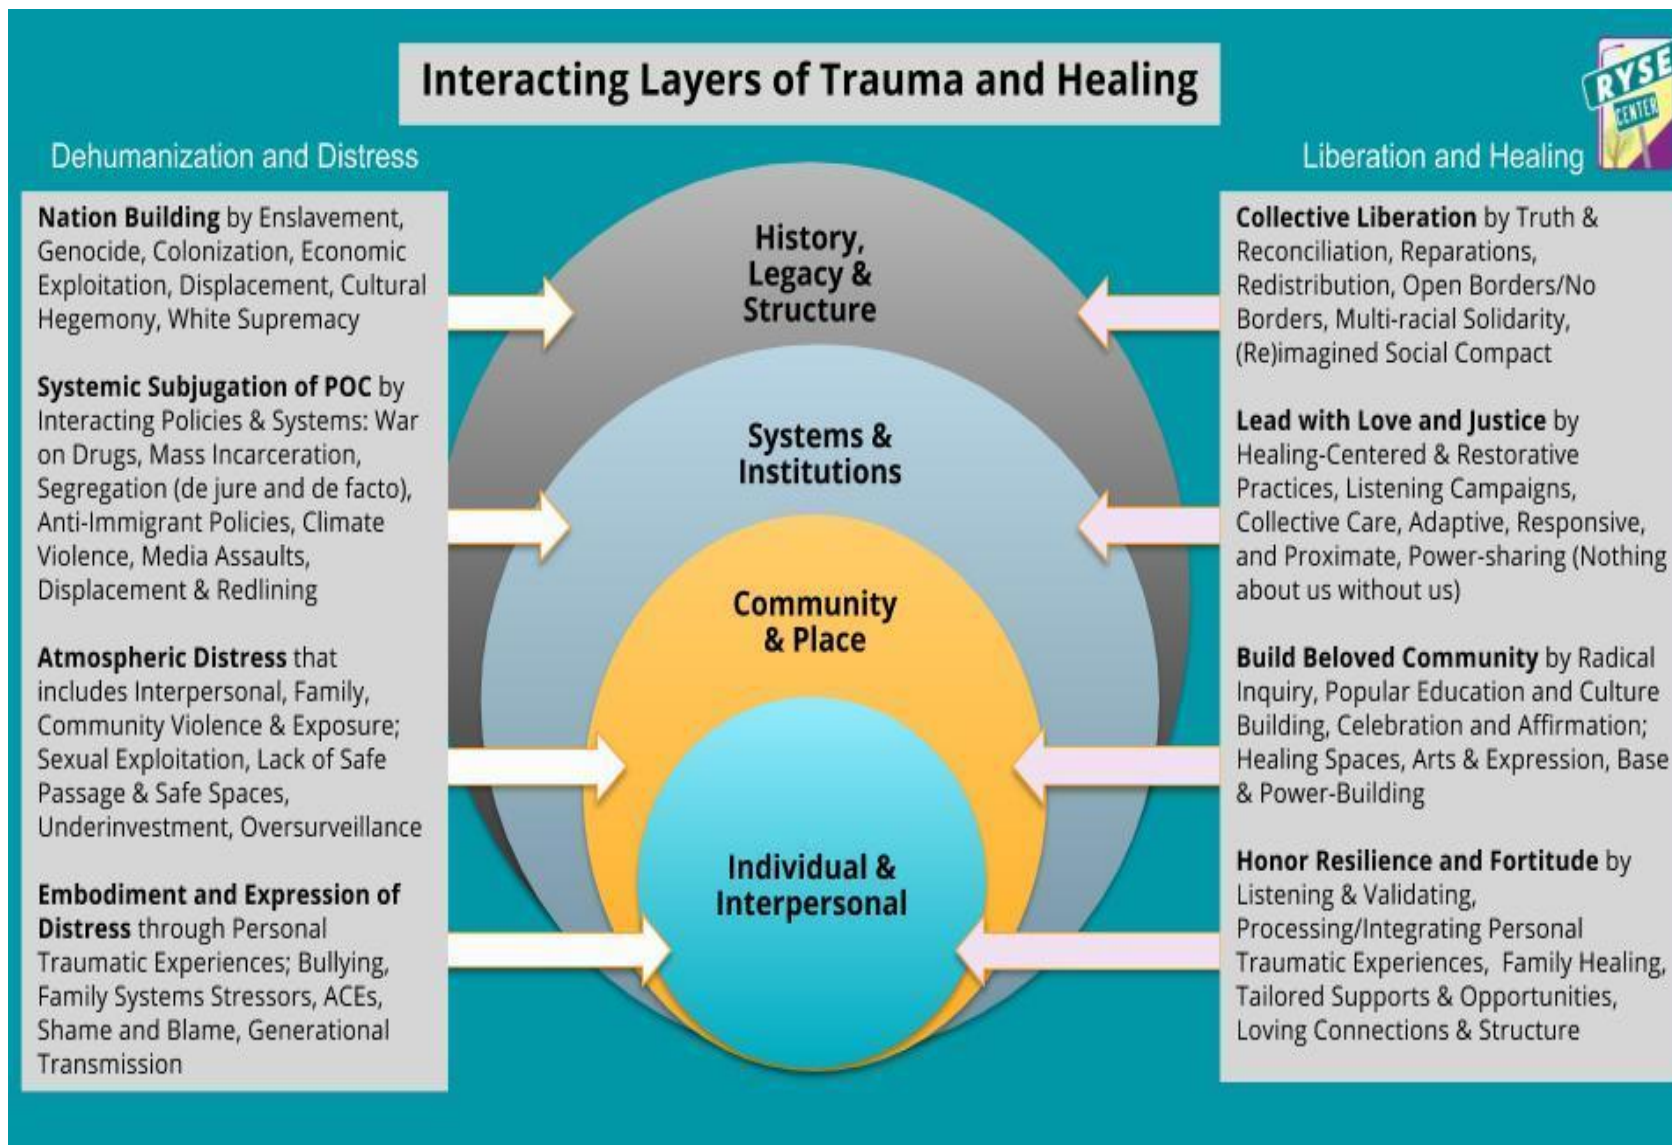 Interacting Layers of Trauma and Healing
RYSE
CENTER
Dehumanization and Distress
Nation Building by Enslavement,
Genocide, Colonization, Economic
Exploitation, Displacement, Cultural
Hegemony, White Supremacy
Systemic Subjugation of POC by
Interacting Policies & Systems: War
on Drugs, Mass Incarceration,
Segregation (de jure and de facto),
Anti-Immigrant Policies, Climate
Violence, Media Assaults,
Displacement & Redlining
Atmospheric Distress that
includes Interpersonal, Family,
Community Violence & Exposure;
Sexual Exploitation, Lack of Safe
Passage & Safe Spaces,
Underinvestment, Oversurveillance
Embodiment and Expression of
Distress through Personal
Traumatic Experiences; Bullying,
Family Systems Stressors, ACEs,
Shame and Blame, Generational
Transmission
History,
Legacy &
Structure
Systems &
Institutions
Community
& Place
Individual &
Interpersonal
Liberation and Healing
Collective Liberation by Truth &
Reconciliation, Reparations,
Redistribution, Open Borders/No
Borders, Multi-racial Solidarity,
(Re)imagined Social Compact
Lead with Love and Justice by
Healing-Centered & Restorative
Practices, Listening Campaigns,
Collective Care, Adaptive, Responsive,
and Proximate, Power-sharing (Nothing
about us without us)
Build Beloved Community by Radical
Inquiry, Popular Education and Culture
Building, Celebration and Affirmation;
Healing Spaces, Arts & Expression, Base
& Power-Building
Honor Resilience and Fortitude by
Listening & Validating,
Processing/Integrating Personal
Traumatic Experiences, Family Healing,
Tailored Supports & Opportunities,
Loving Connections & Structure